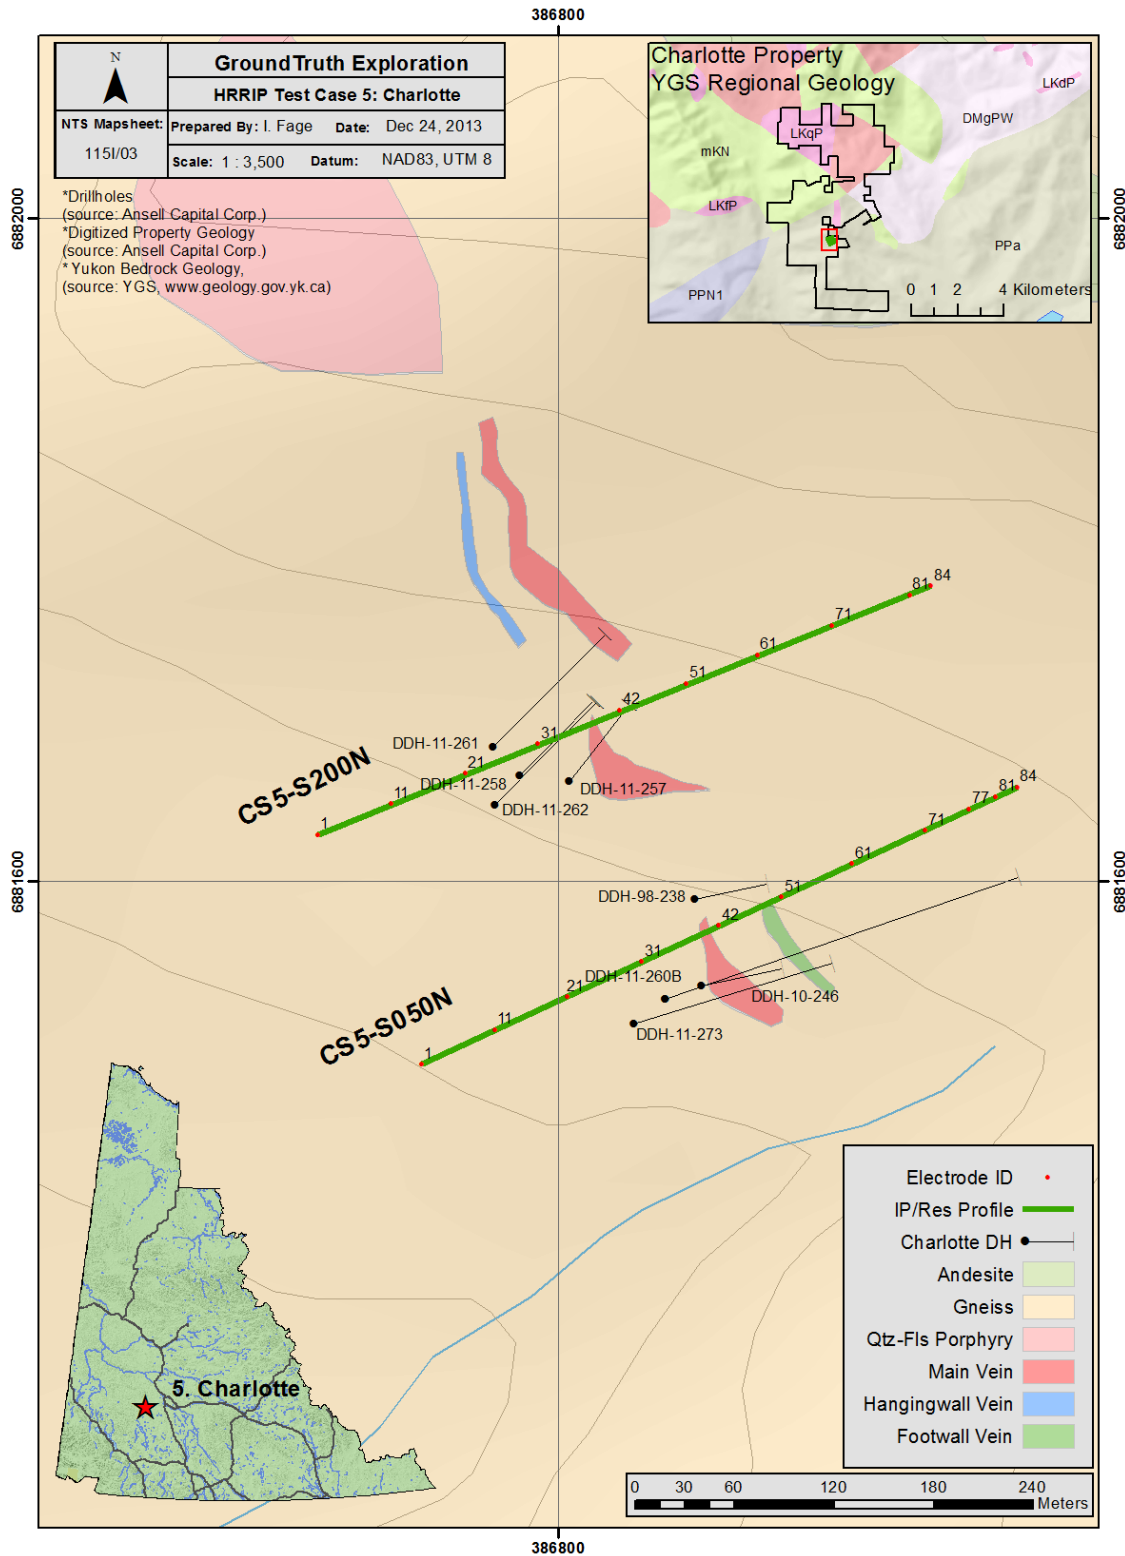 386800
GroundTruth Exploration
HRRIP Test Case 5: Charlotte
N
NTS Mapsheet:
115I/03
Prepared By: I. Fage Date: Dec 24, 2013
Scale: 1 : 3,500 Datum: NAD83, UTM 8
*Drillholes
(source: Ansell Capital Corp.)
*Digitized Property Geology
(source: Ansell Capital Corp.)
* Yukon Bedrock Geology,
(source: YGS, www.geology.gov.yk.ca)
Charlotte Property
YGS Regional Geology
LKdP
DMgPW
LKqP
mKN
LKfP
PPa
PPN1
0 1 2 4 Kilometers
6882000
6882000
84
81
71
61
51
42
31
21
11
1
CS5-S200N
DDH-11-261
DDH-11-258
DDH-11-262
DDH-11-257
84
81
77
71
61
51
42
31
21
11
1
CS5-S050N
DDH-98-238
DDH-11-260B
DDH-10-246
DDH-11-273
6881600
6881600
5. Charlotte
Electrode ID
IP/Res Profile
Charlotte DH
Andesite
Gneiss
Qtz-Fls Porphyry
Main Vein
Hangingwall Vein
Footwall Vein
0 30 60 120 180 240
Meters
386800